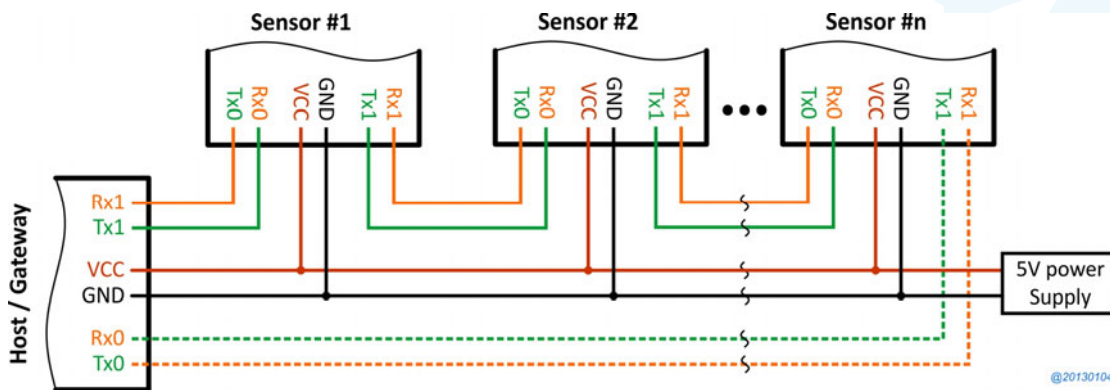 Sensor #1
Sensor #2
Sensor #n
Tx0
Rx0
VCC
GND
Tx1
Rx1
Tx0
Rx0
VCC
GND
Tx1
Rx1
Tx0
Rx0
VCC
GND
Tx1
Rx1
Host / Gateway
Rx1
Tx1
VCC
GND
Rx0
Tx0
5V power
Supply
@20130104